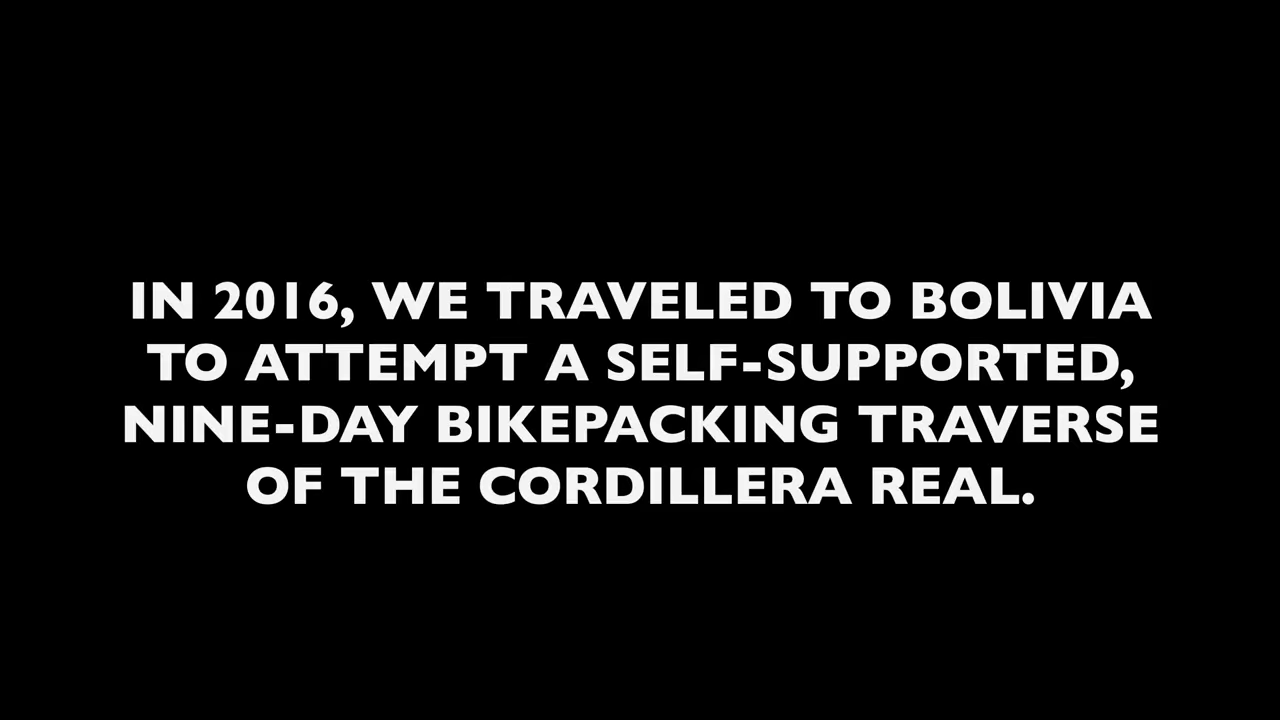 IN 2016, WE TRAVELED TO BOLIVIA
TO ATTEMPT A SELF-SUPPORTED,
NINE-DAY BIKEPACKING TRAVERSE
OF THE CORDILLERA REAL.